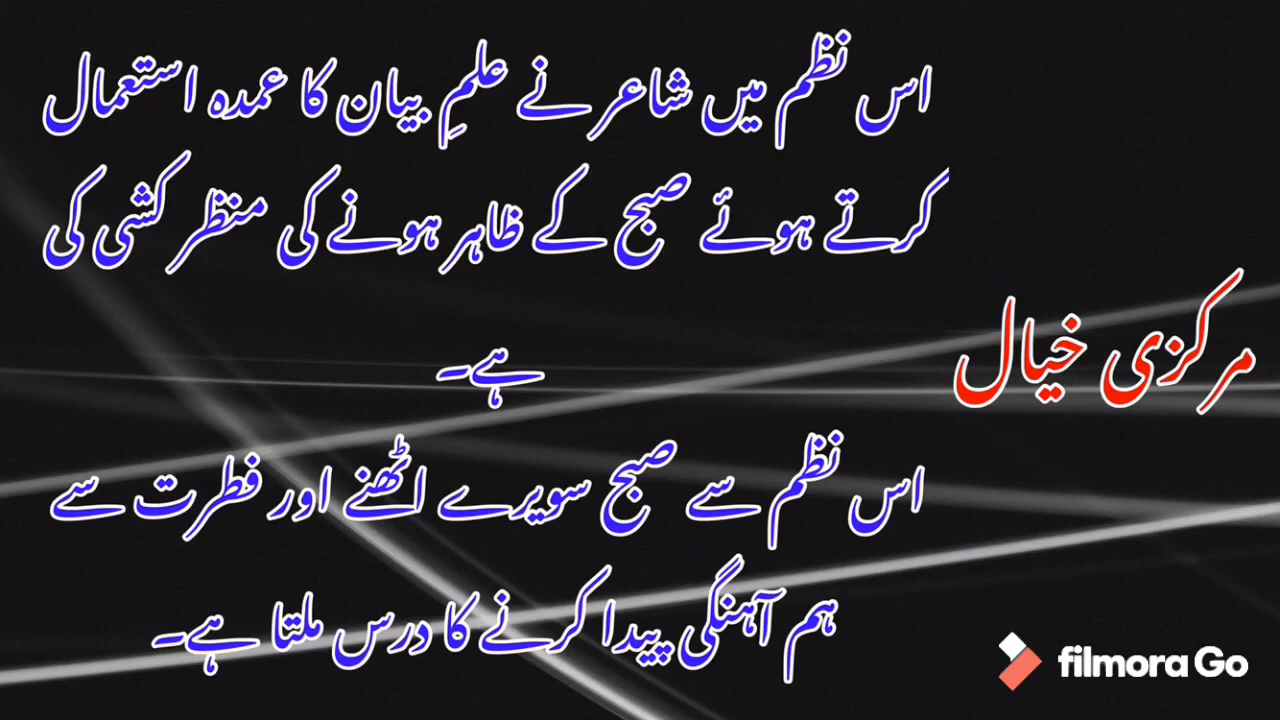 اس نظم میں شاعر نے علمِ بیان کا عمدہ استعمال
کرتے ہوئے صبح کے ظاہر ہونے کی منظر کشی کی
ہے۔
مرکزی خیال
اس نظم سے صبح سویرے اٹھنے اور فطرت سے
ہم آہنگی پیدا کرنے کا درس ملتا ہے۔
filmora Go